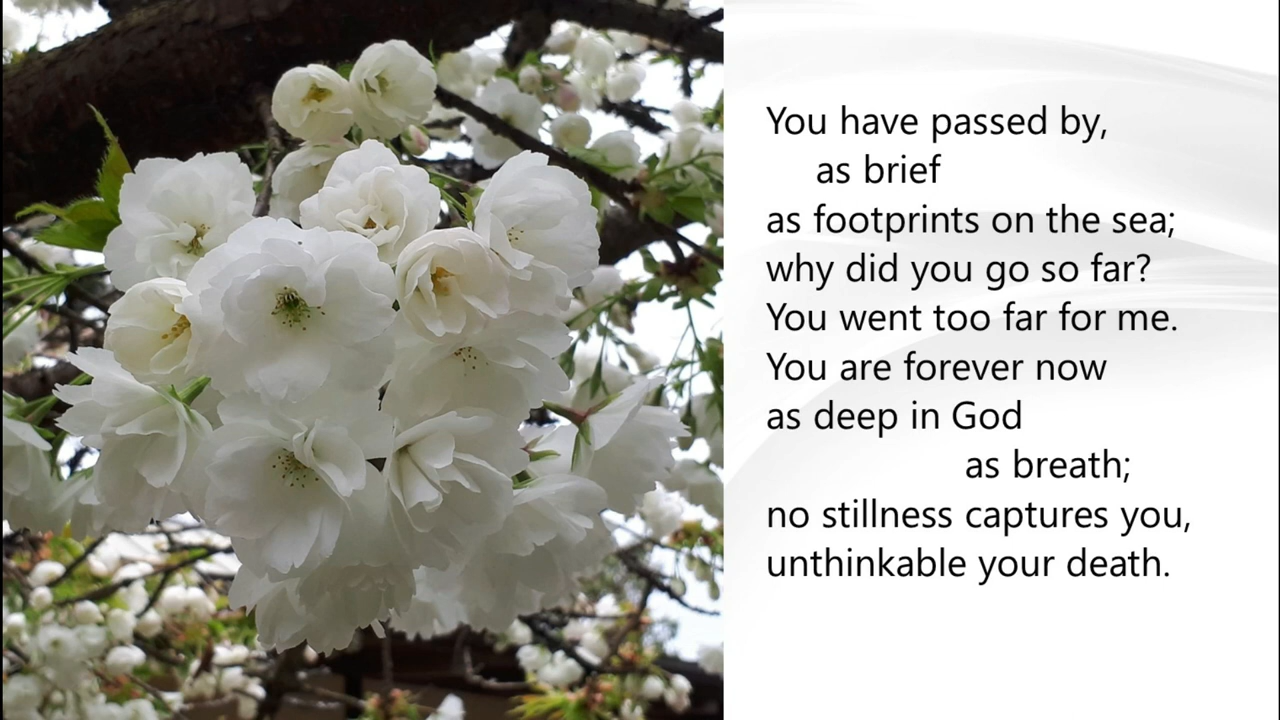 You have passed by,
as brief
as footprints on the sea;
why did you go so far?
You went too far for me.
You are forever now
as deep in God
as breath;
no stillness captures you,
unthinkable your death.